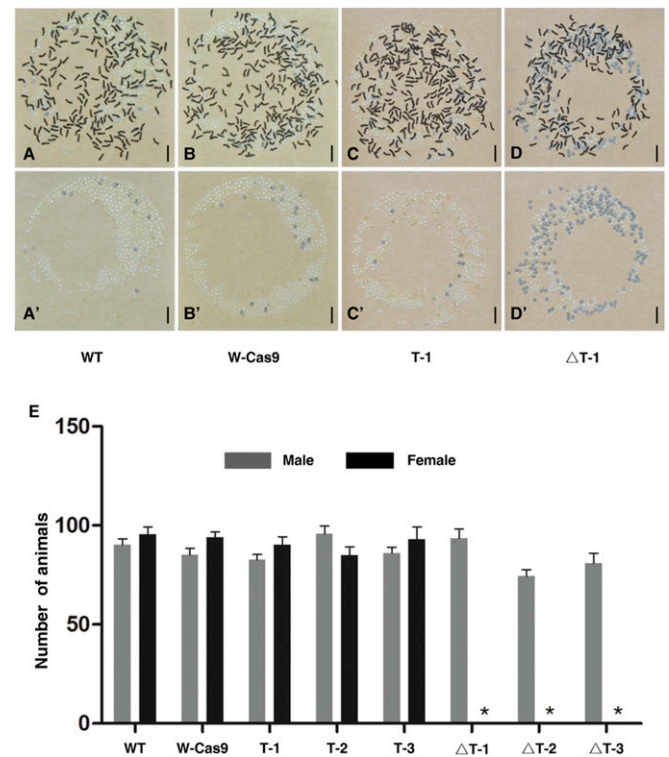 A B C D
A' B' C' D'
WT W-Cas9 T-1 △T-1
E
150
Male Female
100
Number of animals
50
0
* * *
WT W-Cas9 T-1 T-2 T-3 △T-1 △T-2 △T-3